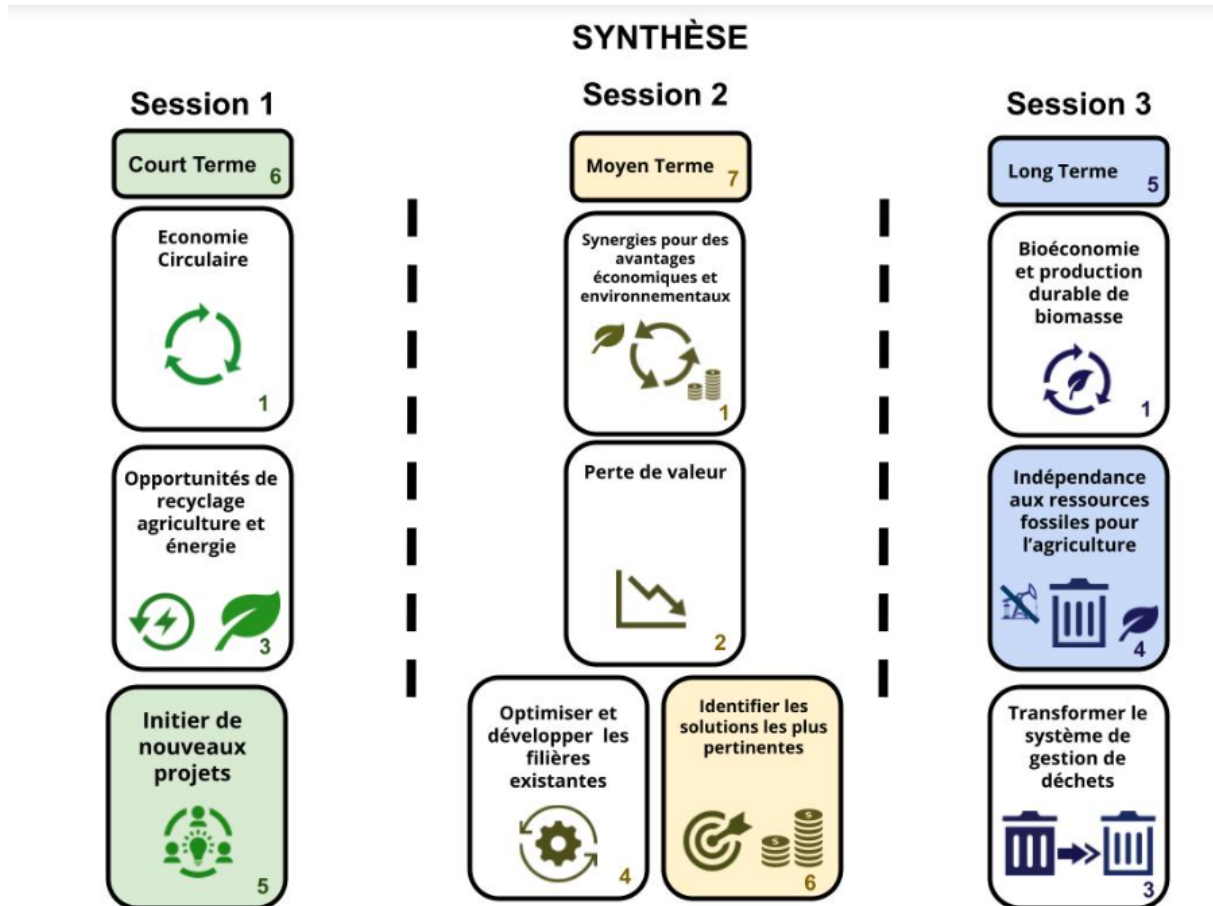 SYNTHÈSE
Session 1
Court Terme 6
Economie
Circulaire
1
Opportunités de
recyclage
agriculture et
énergie
3
Initier de
nouveaux
projets
5
Session 2
Moyen Terme 7
Synergies pour des
avantages
économiques et
environnementaux
1
Perte de valeur
2
Optimiser et
développer les
filières
existantes
4
Identifier les
solutions les plus
pertinentes
6
Session 3
Long Terme 5
Bioéconomie
et production
durable de
biomasse
1
Indépendance
aux ressources
fossiles pour
l'agriculture
4
Transformer le
système de
gestion de
déchets
3